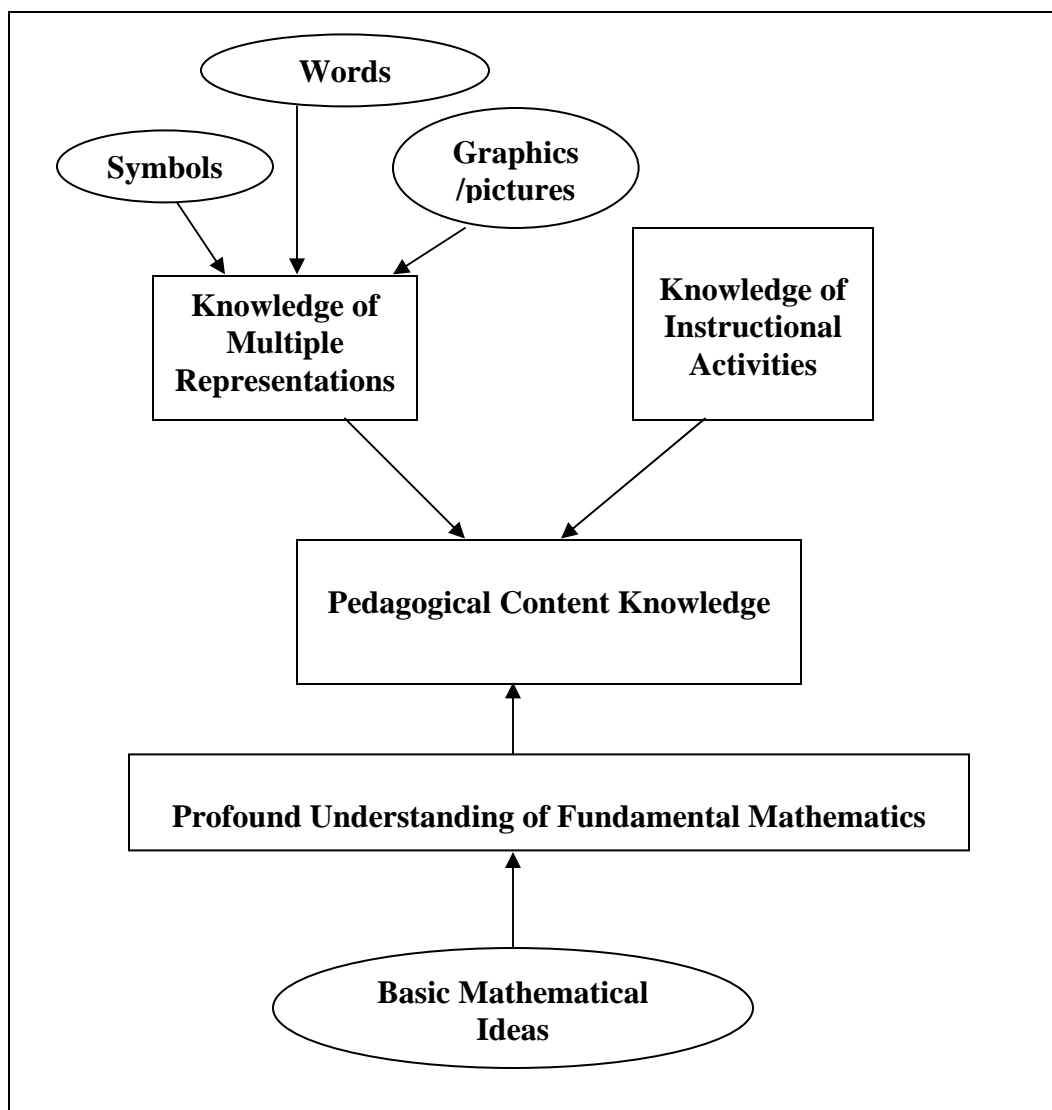 Words
Symbols
Graphics
/pictures
Knowledge of
Multiple
Representations
Knowledge of
Instructional
Activities
Pedagogical Content Knowledge
Profound Understanding of Fundamental Mathematics
Basic Mathematical
Ideas